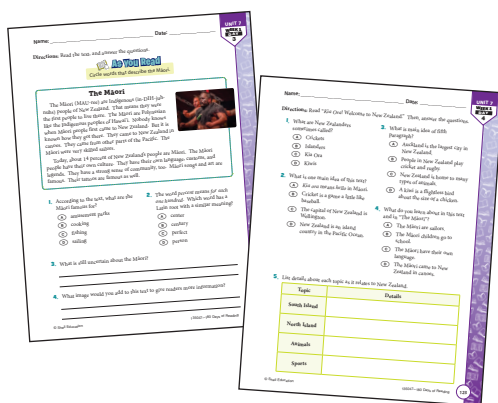 Name: Date:
UNIT 7
WEEK 1
DAY
3
Directions: Read the text, and answer the questions.
As You Read
Circle words that describe the Māori.
The Māori
The Māori (MAU-ree) are Indigenous (in-DIH-juh-
nuhs) people of New Zealand. That means they were
the first people to live there. The Māori are Polynesian
like the Indigenous peoples of Hawai'i. Nobody knows
when Māori people first came to New Zealand. But it is
known how they got there. They came to New Zealand in
canoes. They came from other parts of the Pacific. The
Māori were very skilled sailors.
Today, about 14 percent of New Zealand's people are Māori. The Māori
people have their own culture. They have their own language, customs, and
legends. They have a strong sense of community, too. Māori songs and art are
famous. Their tattoos are famous as well.
1. According to the text, what are the
Māori famous for?
A amusement parks
B cooking
C fishing
D sailing
2. The word percent means for each
one hundred. Which word has a
Latin root with a similar meaning?
A center
B century
C perfect
D person
3. What is still uncertain about the Māori?
4. What image would you add to this text to give readers more information?
© Shell Education
Name: Date:
UNIT 7
WEEK 1
DAY
4
Directions: Read "Kia Ora! Welcome to New Zealand." Then, answer the questions.
1. What are New Zealanders
sometimes called?
A Crickets
B Islanders
C Kia Ora
D Kiwis
2. What is one main idea of this text?
A Kia ora means hello in Māori.
B Cricket is a game a little like
baseball.
C The capital of New Zealand is
Wellington.
D New Zealand is an island
country in the Pacific Ocean.
3. What is main idea of fifth
Paragraph?
A Auckland is the largest city in
New Zealand.
B People in New Zealand play
cricket and rugby.
C New Zealand is home to many
types of animals.
D A kiwi is a flightless bird
about the size of a chicken.
4. What do you learn about in this text
and in "The Māori"?
A The Māori are sailors.
B The Māori children go to
school.
C The Māori have their own
language.
D The Māori came to New
Zealand in canoes.
5. List details about each topic as it relates to New Zealand.
Topic Details
South Island
North Island
Animals
Sports
© Shell Education
125